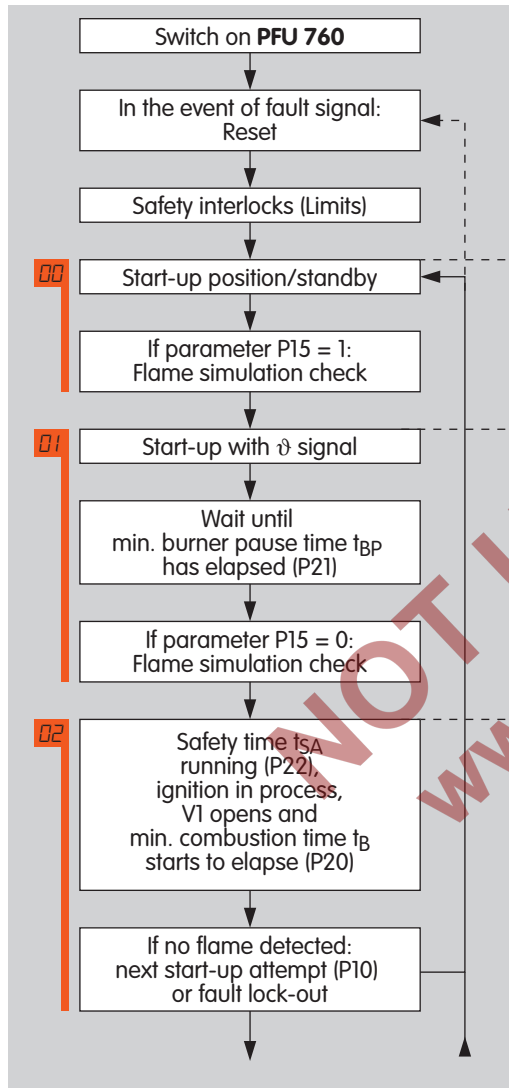 Switch on PFU 760
In the event of fault signal:
Reset
Safety interlocks (Limits)
00
Start-up position/standby
If parameter P15 = 1:
Flame simulation check
01
Start-up with ϑ signal
Wait until
min. burner pause time tBP
has elapsed (P21)
If parameter P15 = 0:
Flame simulation check
02
Safety time tSA
running (P22),
ignition in process,
V1 opens and
min. combustion time tB
starts to elapse (P20)
If no flame detected:
next start-up attempt (P10)
or fault lock-out
NOT
ww